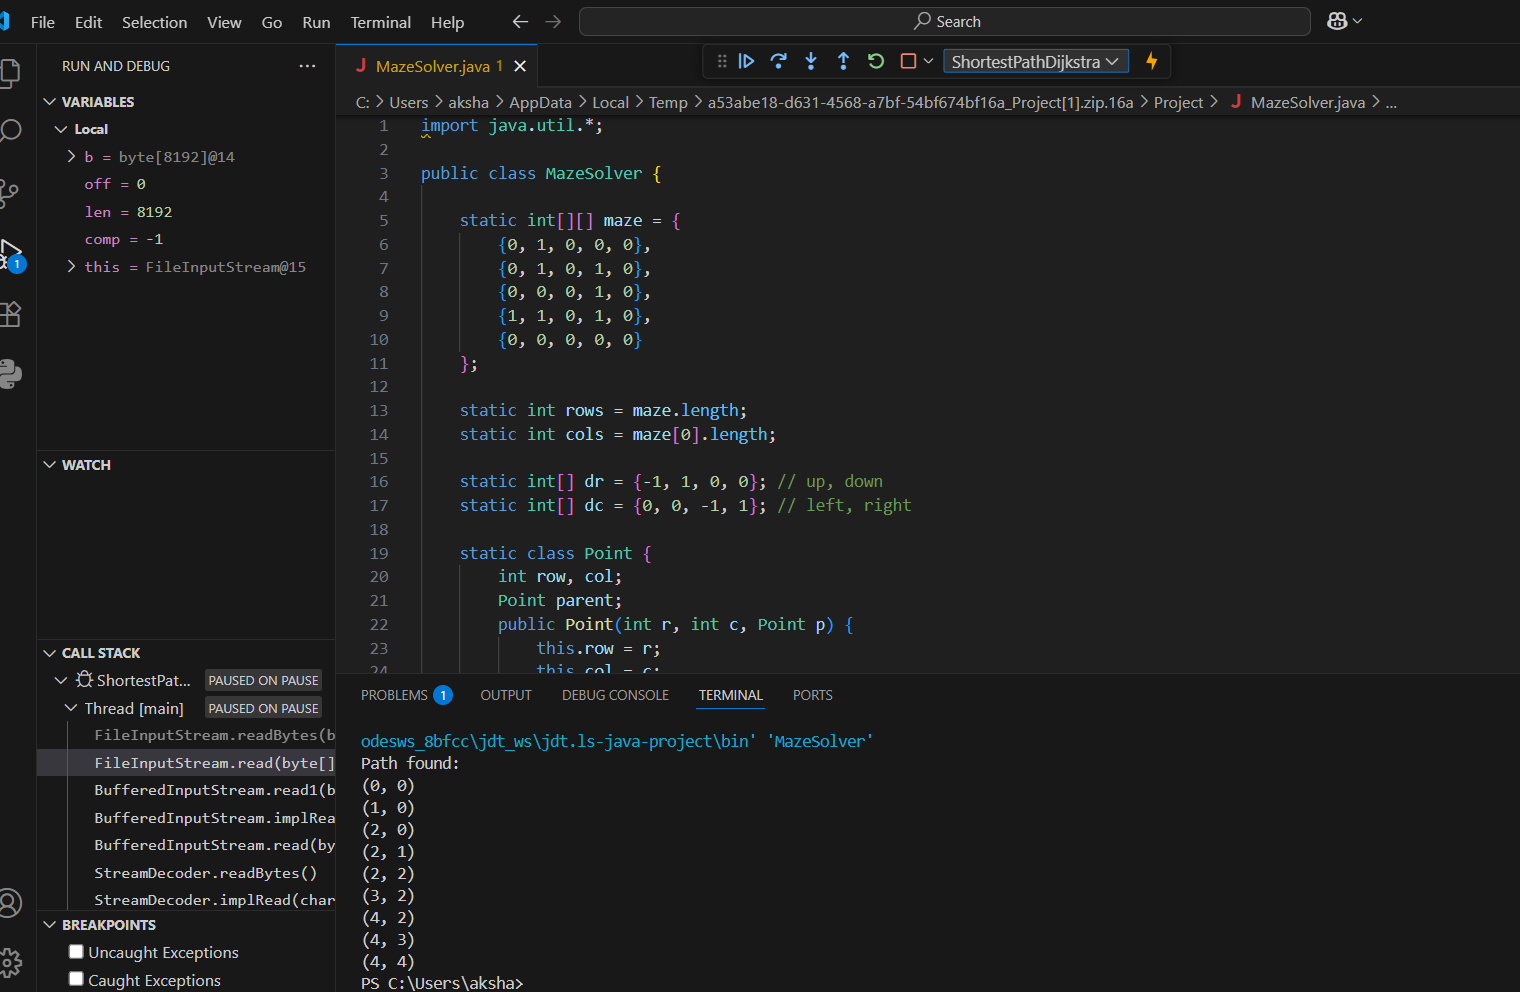 File Edit Selection View Go Run Terminal Help Search
RUN AND DEBUG ...
VARIABLES
Local
b = byte[8192]@14
off = 0
len = 8192
comp = -1
this = FileInputStream@15
1
WATCH
CALL STACK
ShortestPat... PAUSED ON PAUSE
Thread [main] PAUSED ON PAUSE
FileInputStream.readBytes(b
FileInputStream.read(byte[]
BufferedInputStream.read1(b
BufferedInputStream.implRea
BufferedInputStream.read(by
StreamDecoder.readBytes()
StreamDecoder.implRead(char
BREAKPOINTS
Uncaught Exceptions
Caught Exceptions
J MazeSolver.java 1
ShortestPathDijkstra
C: > Users > aksha > AppData > Local > Temp > a53abe18-d631-4568-a7bf-54bf674bf16a_Project[1].zip.16a > Project > J MazeSolver.java > ...
1 import java.util.*;
2
3 public class MazeSolver {
4
5 static int[][] maze = {
6 {0, 1, 0, 0, 0},
7 {0, 1, 0, 1, 0},
8 {0, 0, 0, 1, 0},
9 {1, 1, 0, 1, 0},
10 {0, 0, 0, 0, 0}
11 };
12
13 static int rows = maze.length;
14 static int cols = maze[0].length;
15
16 static int[] dr = {-1, 1, 0, 0}; // up, down
17 static int[] dc = {0, 0, -1, 1}; // left, right
18
19 static class Point {
20 int row, col;
21 Point parent;
22 public Point(int r, int c, Point p) {
23 this.row = r;
24 this.col = c;
PROBLEMS 1 OUTPUT DEBUG CONSOLE TERMINAL PORTS
odesws_8bfcc\jdt_ws\jdt.ls-java-project\bin' 'MazeSolver'
Path found:
(0, 0)
(1, 0)
(2, 0)
(2, 1)
(2, 2)
(3, 2)
(4, 2)
(4, 3)
(4, 4)
PS C:\Users\aksha>